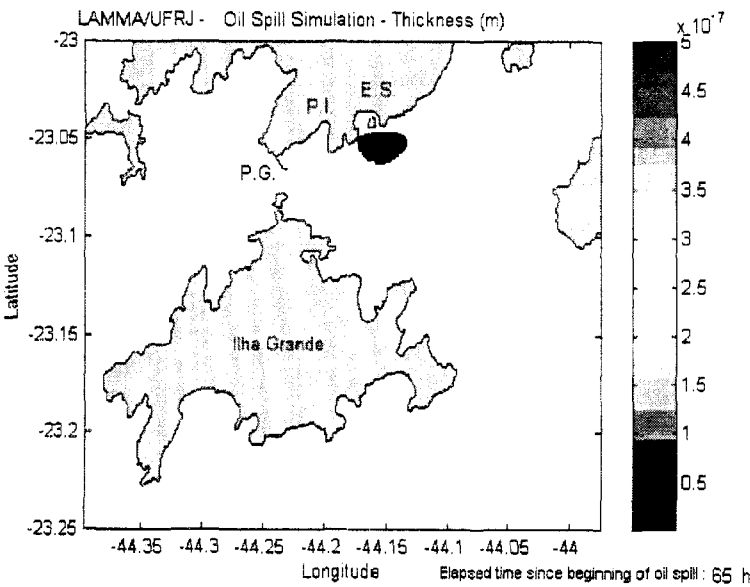 LAMMA/UFRJ - Oil Spill Simulation - Thickness (m)
x 10-7
-23
-23.05
-23.1
-23.15
-23.2
-23.25
Latitude
P.I.
E.S.
P.G.
Ilha Grande
5
4.5
4
3.5
3
2.5
2
1.5
1
0.5
-44.35 -44.3 -44.25 -44.2 -44.15 -44.1 -44.05 -44
Longitude
Elapsed time since beginning of oil spill : 65 h